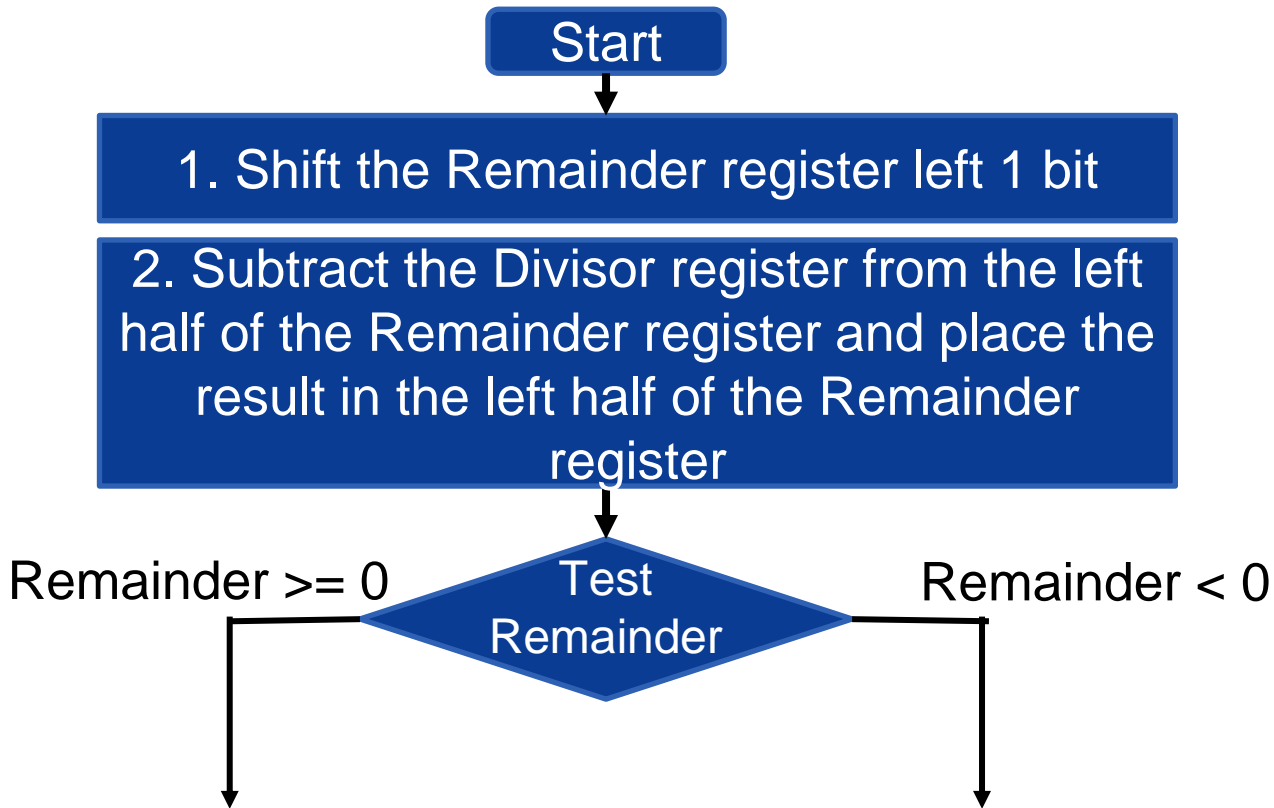 Start
1. Shift the Remainder register left 1 bit
2. Subtract the Divisor register from the left
half of the Remainder register and place the
result in the left half of the Remainder
register
Remainder >= 0
Test
Remainder
Remainder < 0